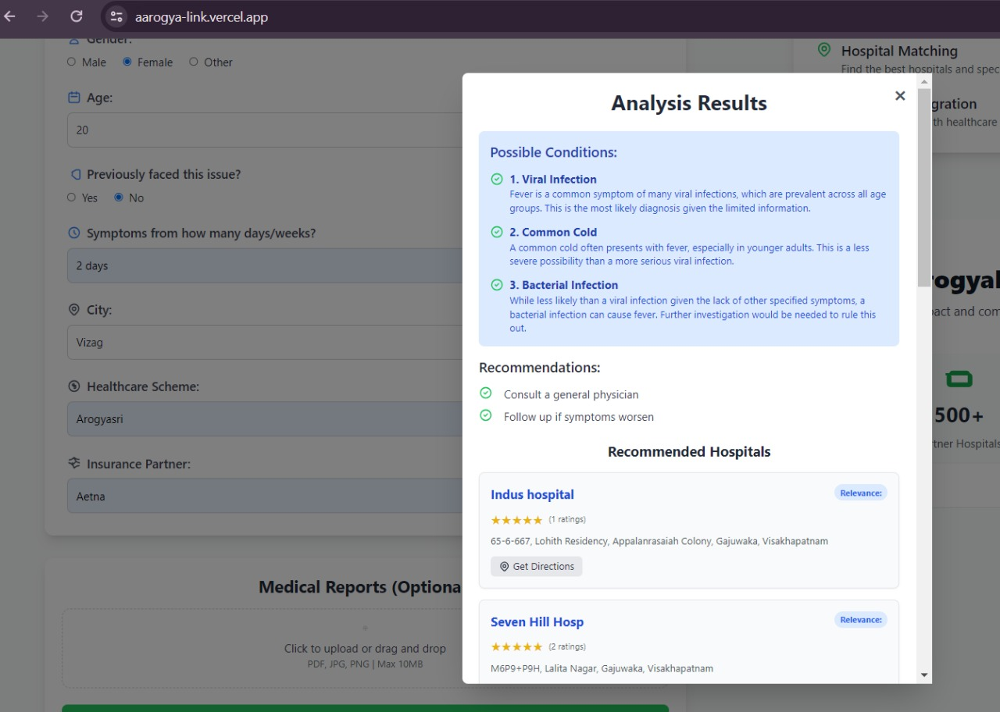 aarogya-link.vercel.app
Gender:
Male Female Other
Age:
20
Previously faced this issue?
Yes No
Symptoms from how many days/weeks?
2 days
City:
Vizag
Healthcare Scheme:
Arogyasri
Insurance Partner:
Aetna
Medical Reports (Optiona
Click to upload or drag and drop
PDF, JPG, PNG | Max 10MB
Analysis Results
Possible Conditions:
1. Viral Infection
Fever is a common symptom of many viral infections, which are prevalent across all age
groups. This is the most likely diagnosis given the limited information.
2. Common Cold
A common cold often presents with fever, especially in younger adults. This is a less
severe possibility than a more serious viral infection.
3. Bacterial Infection
While less likely than a viral infection given the lack of other specified symptoms, a
bacterial infection can cause fever. Further investigation would be needed to rule this
out.
Recommendations:
Consult a general physician
Follow up if symptoms worsen
Recommended Hospitals
Indus hospital
Relevance:
(1 ratings)
65-6-667, Lohith Residency, Appalanrasaiah Colony, Gajuwaka, Visakhapatnam
Get Directions
Seven Hill Hosp
Relevance:
(2 ratings)
M6P9+P9H, Lalita Nagar, Gajuwaka, Visakhapatnam
Hospital Matching
Find the best hospitals and spec
gration
th healthcare
rogyal
pact and com
500+
rtner Hospitals